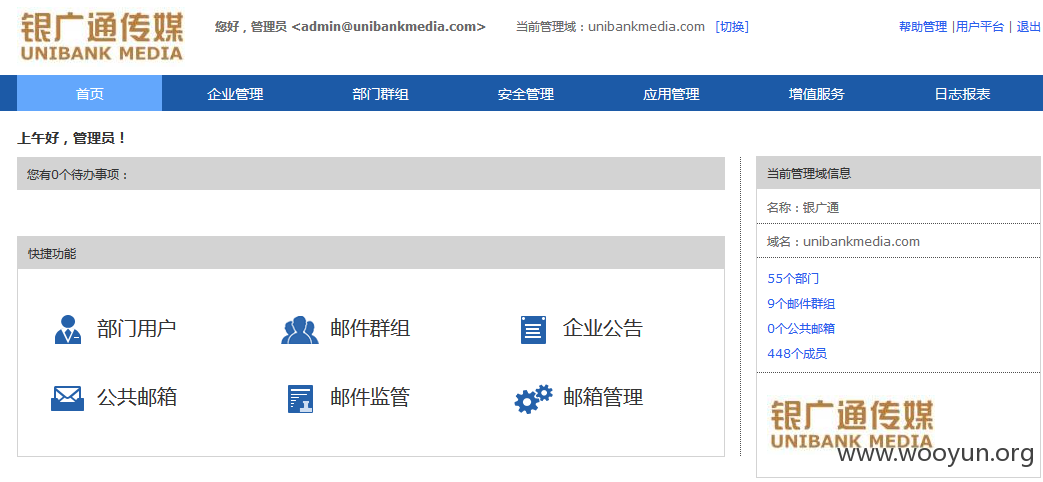 银广通传媒
UNIBANK MEDIA
您好，管理员 <admin@unibankmedia.com> 当前管理域：unibankmedia.com [切换] 帮助管理 |用户平台 | 退出
首页 企业管理 部门群组 安全管理 应用管理 增值服务 日志报表
上午好，管理员！
您有0个待办事项：
快捷功能
部门用户 邮件群组 企业公告
公共邮箱 邮件监管 邮箱管理
当前管理域信息
名称：银广通
域名：unibankmedia.com
55个部门
9个邮件群组
0个公共邮箱
448个成员
银广通传媒
UNIBANK MEDIA
www.wooyun.org